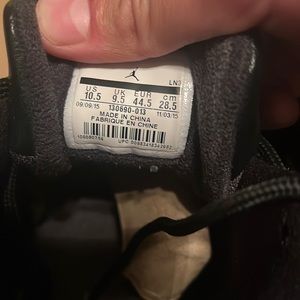 LN3
US UK EUR cm
10.5 9.5 44.5 28.5
09/09/15 130690-013 11/03/15
MADE IN CHINA
FABRIQUE EN CHINE
UPC